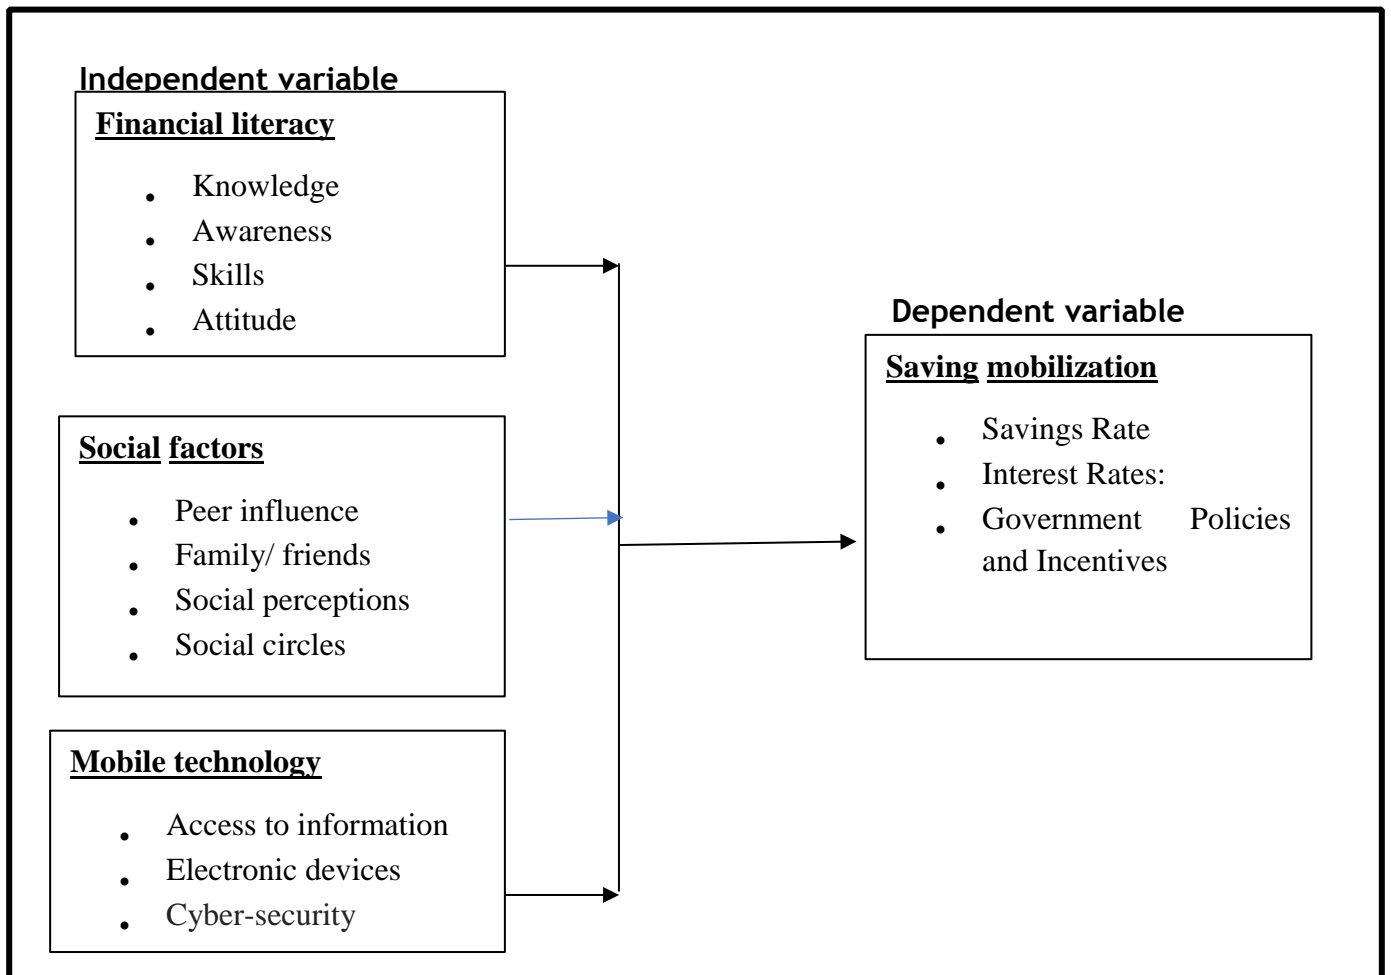 Independent variable
Financial literacy
• Knowledge
• Awareness
• Skills
• Attitude
Social factors
• Peer influence
• Family/ friends
• Social perceptions
• Social circles
Mobile technology
• Access to information
• Electronic devices
• Cyber-security
Dependent variable
Saving mobilization
• Savings Rate
• Interest Rates:
• Government Policies
and Incentives